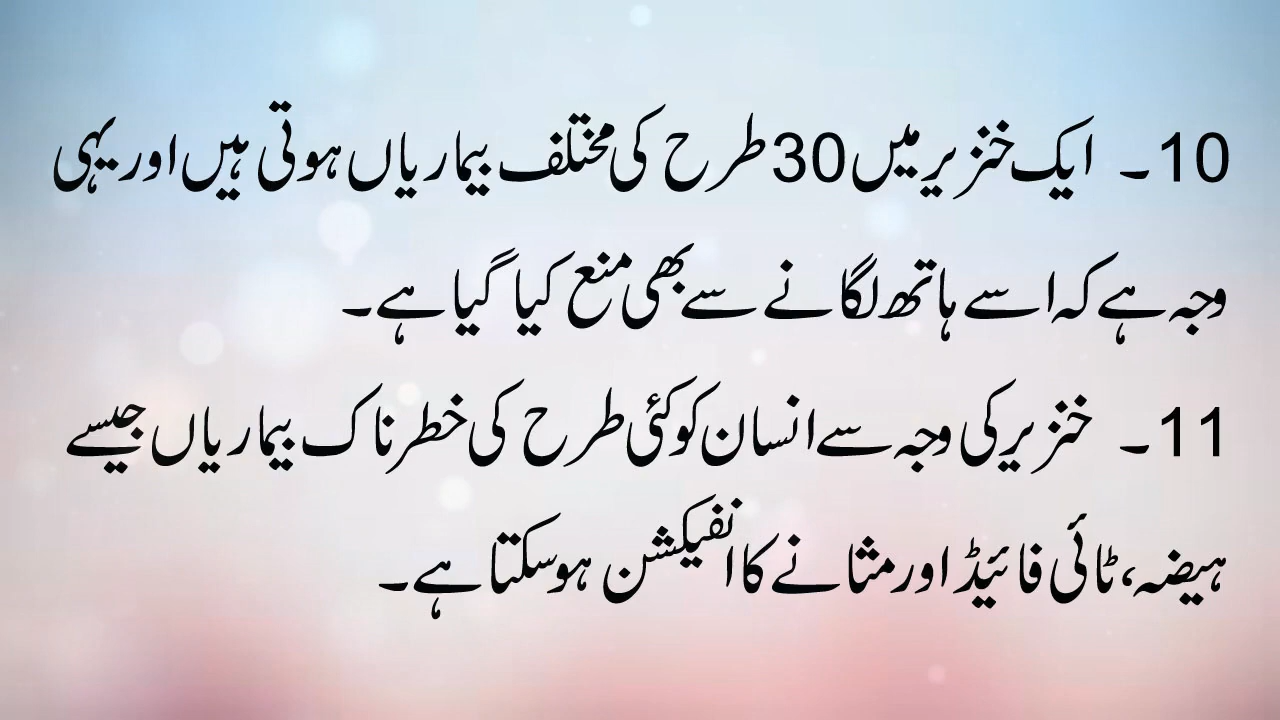 10۔ ایک خنزیر میں 30 طرح کی مختلف بیماریاں ہوتی ہیں اور یہی
وجہ ہے کہ اسے ہاتھ لگانے سے بھی منع کیا گیا ہے۔
11۔ خنزیر کی وجہ سے انسان کو کئی طرح کی خطرناک بیماریاں جیسے
ہیضہ، ٹائی فائیڈ اور مثانے کا انفیکشن ہوسکتا ہے۔